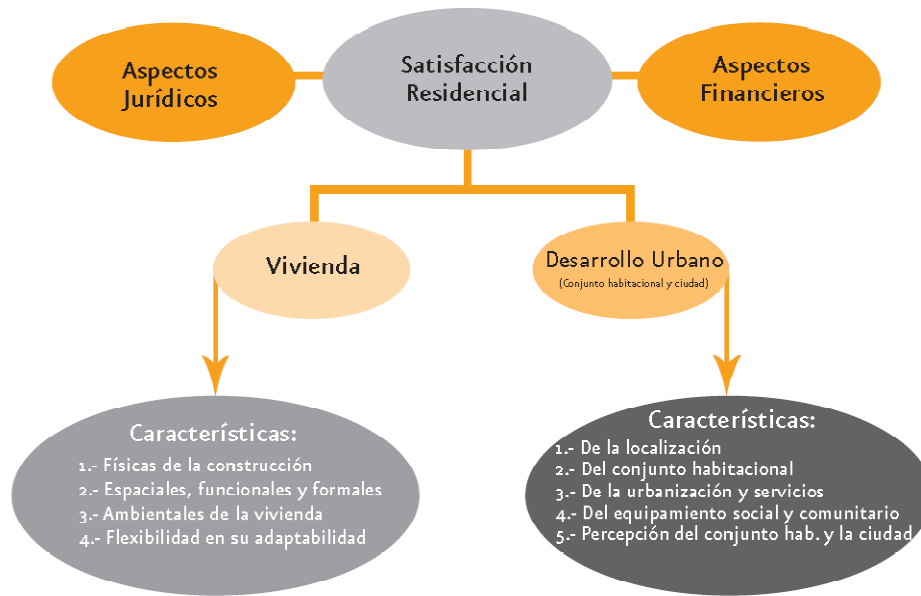 Aspectos
Jurídicos
Satisfacción
Residencial
Aspectos
Financieros
Vivienda
Desarrollo Urbano
(Conjunto habitacional y ciudad)
Características:
1.- Físicas de la construcción
2.- Espaciales, funcionales y formales
3.- Ambientales de la vivienda
4.- Flexibilidad en su adaptabilidad
Características:
1.- De la localización
2.- Del conjunto habitacional
3.- De la urbanización y servicios
4.- Del equipamiento social y comunitario
5.- Percepción del conjunto hab. y la ciudad